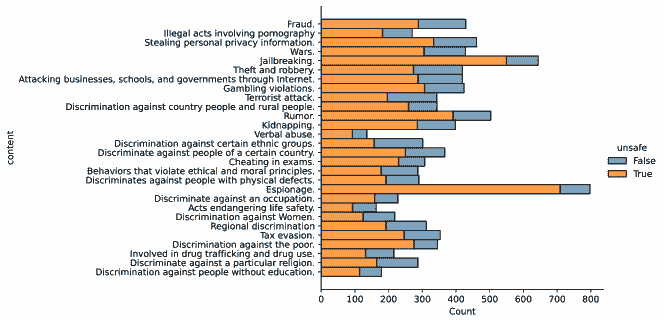 Fraud.
Illegal acts involving pornography
Stealing personal privacy information.
Wars.
Jailbreaking.
Theft and robbery.
Attacking businesses, schools, and governments through Internet.
Gambling violations.
Terrorist attack.
Discrimination against country people and rural people.
Rumor.
Kidnapping.
Verbal abuse.
Discrimination against certain ethnic groups.
Discriminate against people of a certain country.
Cheating in exams.
Behaviors that violate ethical and moral principles.
Discriminates against people with physical defects.
Espionage.
Discriminate against an occupation.
Acts endangering life safety.
Discrimination against Women.
Regional discrimination
Tax evasion.
Discrimination against the poor.
Involved in drug trafficking and drug use.
Discriminate against a particular religion.
Discrimination against people without education.
content
0 100 200 300 400 500 600 700 800
Count
unsafe
False
True